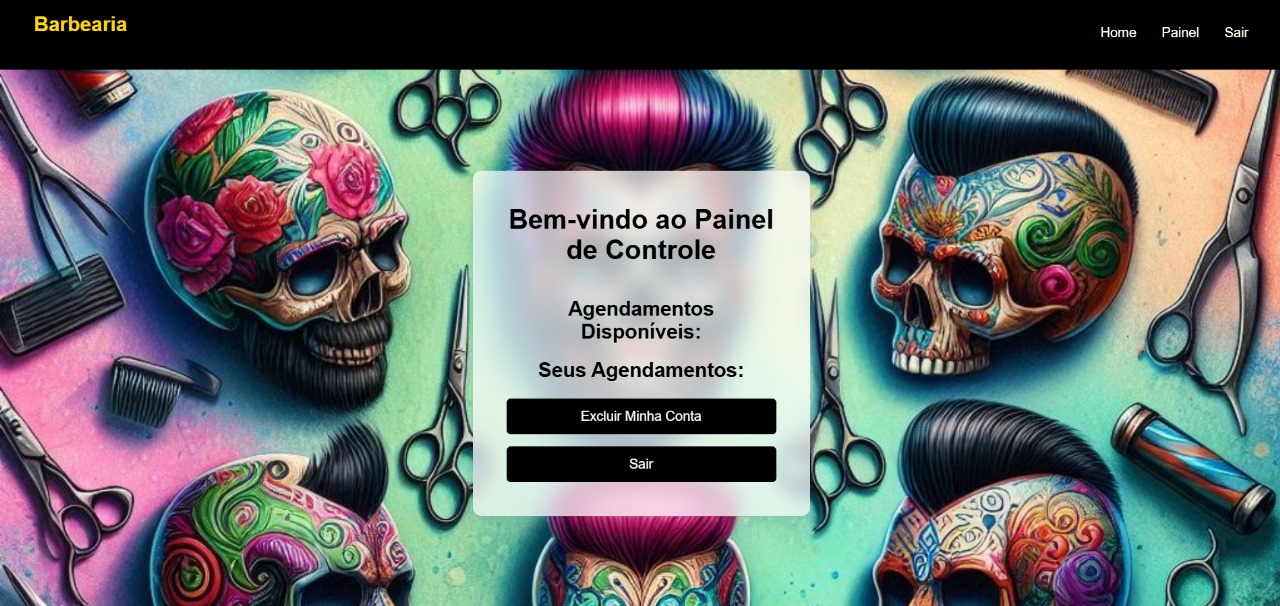 Barbearia
Home Painel Sair
Bem-vindo ao Painel
de Controle
Agendamentos
Disponíveis:
Seus Agendamentos:
Excluir Minha Conta
Sair